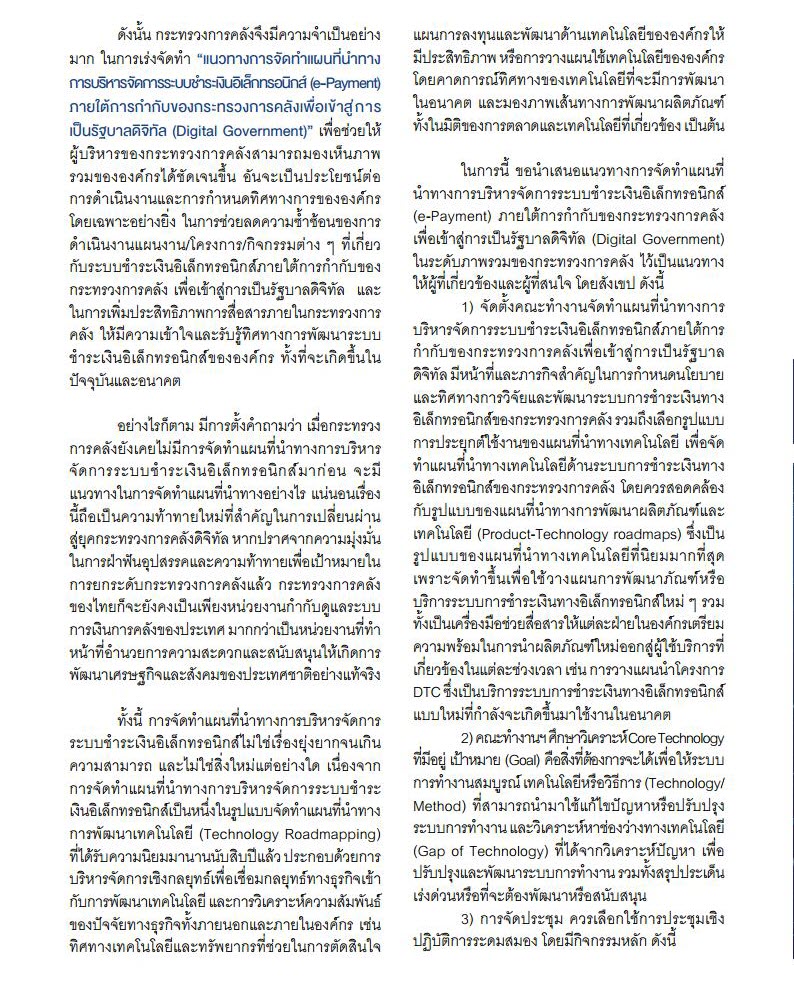 ดังนั้น กระทรวงการคลังจึงมีความจำเป็นอย่าง
มาก ในการเร่งจัดทำ “แนวทางการจัดทำแผนที่นำทาง
การบริหารจัดการระบบชำระเงินอิเล็กทรอนิกส์ (e-Payment)
ภายใต้การกำกับของกระทรวงการคลังเพื่อเข้าสู่การ
เป็นรัฐบาลดิจิทัล (Digital Government)” เพื่อช่วยให้
ผู้บริหารของกระทรวงการคลังสามารถมองเห็นภาพ
รวมขององค์กรได้ชัดเจนขึ้น อันจะเป็นประโยชน์ต่อ
การดำเนินงานและการกำหนดทิศทางการขององค์กร
โดยเฉพาะอย่างยิ่ง ในการช่วยลดความซ้ำซ้อนของการ
ดำเนินงานแผนงาน/โครงการ/กิจกรรมต่าง ๆ ที่เกี่ยว
กับระบบชำระเงินอิเล็กทรอนิกส์ภายใต้การกำกับของ
กระทรวงการคลัง เพื่อเข้าสู่การเป็นรัฐบาลดิจิทัล และ
ในการเพิ่มประสิทธิภาพการสื่อสารภายในกระทรวงการ
คลัง ให้มีความเข้าใจและรับรู้ทิศทางการพัฒนาระบบ
ชำระเงินอิเล็กทรอนิกส์ขององค์กร ทั้งที่จะเกิดขึ้นใน
ปัจจุบันและอนาคต
อย่างไรก็ตาม มีการตั้งคำถามว่า เมื่อกระทรวง
การคลังยังเคยไม่มีการจัดทำแผนที่นำทางการบริหาร
จัดการระบบชำระเงินอิเล็กทรอนิกส์มาก่อน จะมี
แนวทางในการจัดทำแผนที่นำทางอย่างไร แน่นอนเรื่อง
นี้ถือเป็นความท้าทายใหม่ที่สำคัญในการเปลี่ยนผ่าน
สู่ยุคกระทรวงการคลังดิจิทัล หากปราศจากความมุ่งมั่น
ในการฝ่าฟันอุปสรรคและความท้าทายเพื่อเป้าหมายใน
การยกระดับกระทรวงการคลังแล้ว กระทรวงการคลัง
ของไทยก็จะยังคงเป็นเพียงหน่วยงานกำกับดูแลระบบ
การเงินการคลังของประเทศ มากกว่าเป็นหน่วยงานที่ทำ
หน้าที่อำนวยการความสะดวกและสนับสนุนให้เกิดการ
พัฒนาเศรษฐกิจและสังคมของประเทศชาติอย่างแท้จริง
ทั้งนี้ การจัดทำแผนที่นำทางการบริหารจัดการ
ระบบชำระเงินอิเล็กทรอนิกส์ไม่ใช่เรื่องยุ่งยากจนเกิน
ความสามารถ และไม่ใช่สิ่งใหม่แต่อย่างใด เนื่องจาก
การจัดทำแผนที่นำทางการบริหารจัดการระบบชำระ
เงินอิเล็กทรอนิกส์เป็นหนึ่งในรูปแบบจัดทำแผนที่นำทาง
การพัฒนาเทคโนโลยี (Technology Roadmapping)
ที่ได้รับความนิยมมานานนับสิบปีแล้ว ประกอบด้วยการ
บริหารจัดการเชิงกลยุทธ์เพื่อเชื่อมกลยุทธ์ทางธุรกิจเข้า
กับการพัฒนาเทคโนโลยี และการวิเคราะห์ความสัมพันธ์
ของปัจจัยทางธุรกิจทั้งภายนอกและภายในองค์กร เช่น
ทิศทางเทคโนโลยีและทรัพยากรที่ช่วยในการตัดสินใจ
แผนการลงทุนและพัฒนาด้านเทคโนโลยีขององค์กรให้
มีประสิทธิภาพ หรือการวางแผนใช้เทคโนโลยีขององค์กร
โดยคาดการณ์ทิศทางของเทคโนโลยีที่จะมีการพัฒนา
ในอนาคต และมองภาพเส้นทางการพัฒนาผลิตภัณฑ์
ทั้งในมิติของการตลาดและเทคโนโลยีที่เกี่ยวข้อง เป็นต้น
ในการนี้ ขอนำเสนอแนวทางการจัดทำแผนที่
นำทางการบริหารจัดการระบบชำระเงินอิเล็กทรอนิกส์
(e-Payment) ภายใต้การกำกับของกระทรวงการคลัง
เพื่อเข้าสู่การเป็นรัฐบาลดิจิทัล (Digital Government)
ในระดับภาพรวมของกระทรวงการคลัง ไว้เป็นแนวทาง
ให้ผู้ที่เกี่ยวข้องและผู้ที่สนใจ โดยสังเขป ดังนี้
1) จัดตั้งคณะทำงานจัดทำแผนที่นำทางการ
บริหารจัดการระบบชำระเงินอิเล็กทรอนิกส์ภายใต้การ
กำกับของกระทรวงการคลังเพื่อเข้าสู่การเป็นรัฐบาล
ดิจิทัล มีหน้าที่และภารกิจสำคัญในการกำหนดนโยบาย
และทิศทางการวิจัยและพัฒนาระบบการชำระเงินทาง
อิเล็กทรอนิกส์ของกระทรวงการคลัง รวมถึงเลือกรูปแบบ
การประยุกต์ใช้งานของแผนที่นำทางเทคโนโลยี เพื่อจัด
ทำแผนที่นำทางเทคโนโลยีด้านระบบการชำระเงินทาง
อิเล็กทรอนิกส์ของกระทรวงการคลัง โดยควรสอดคล้อง
กับรูปแบบของแผนที่นำทางการพัฒนาผลิตภัณฑ์และ
เทคโนโลยี (Product-Technology roadmaps) ซึ่งเป็น
รูปแบบของแผนที่นำทางเทคโนโลยีที่นิยมมากที่สุด
เพราะจัดทำขึ้นเพื่อใช้วางแผนการพัฒนาภัณฑ์หรือ
บริการระบบการชำระเงินทางอิเล็กทรอนิกส์ใหม่ ๆ รวม
ทั้งเป็นเครื่องมือช่วยสื่อสารให้แต่ละฝ่ายในองค์กรเตรียม
ความพร้อมในการนำผลิตภัณฑ์ใหม่ออกสู่ผู้ใช้บริการที่
เกี่ยวข้องในแต่ละช่วงเวลา เช่น การวางแผนนำโครงการ
DTC ซึ่งเป็นบริการระบบการชำระเงินทางอิเล็กทรอนิกส์
แบบใหม่ที่กำลังจะเกิดขึ้นมาใช้งานในอนาคต
2) คณะทำงานฯ ศึกษาวิเคราะห์ Core Technology
ที่มีอยู่ เป้าหมาย (Goal) คือสิ่งที่ต้องการจะได้เพื่อให้ระบบ
การทำงานสมบูรณ์ เทคโนโลยีหรือวิธีการ (Technology/
Method) ที่สามารถนำมาใช้แก้ไขปัญหาหรือปรับปรุง
ระบบการทำงาน และวิเคราะห์หาช่องว่างทางเทคโนโลยี
(Gap of Technology) ที่ได้จากวิเคราะห์ปัญหา เพื่อ
ปรับปรุงและพัฒนาระบบการทำงาน รวมทั้งสรุปประเด็น
เร่งด่วนหรือที่จะต้องพัฒนาหรือสนับสนุน
3) การจัดประชุม ควรเลือกใช้การประชุมเชิง
ปฏิบัติการระดมสมอง โดยมีกิจกรรมหลัก ดังนี้